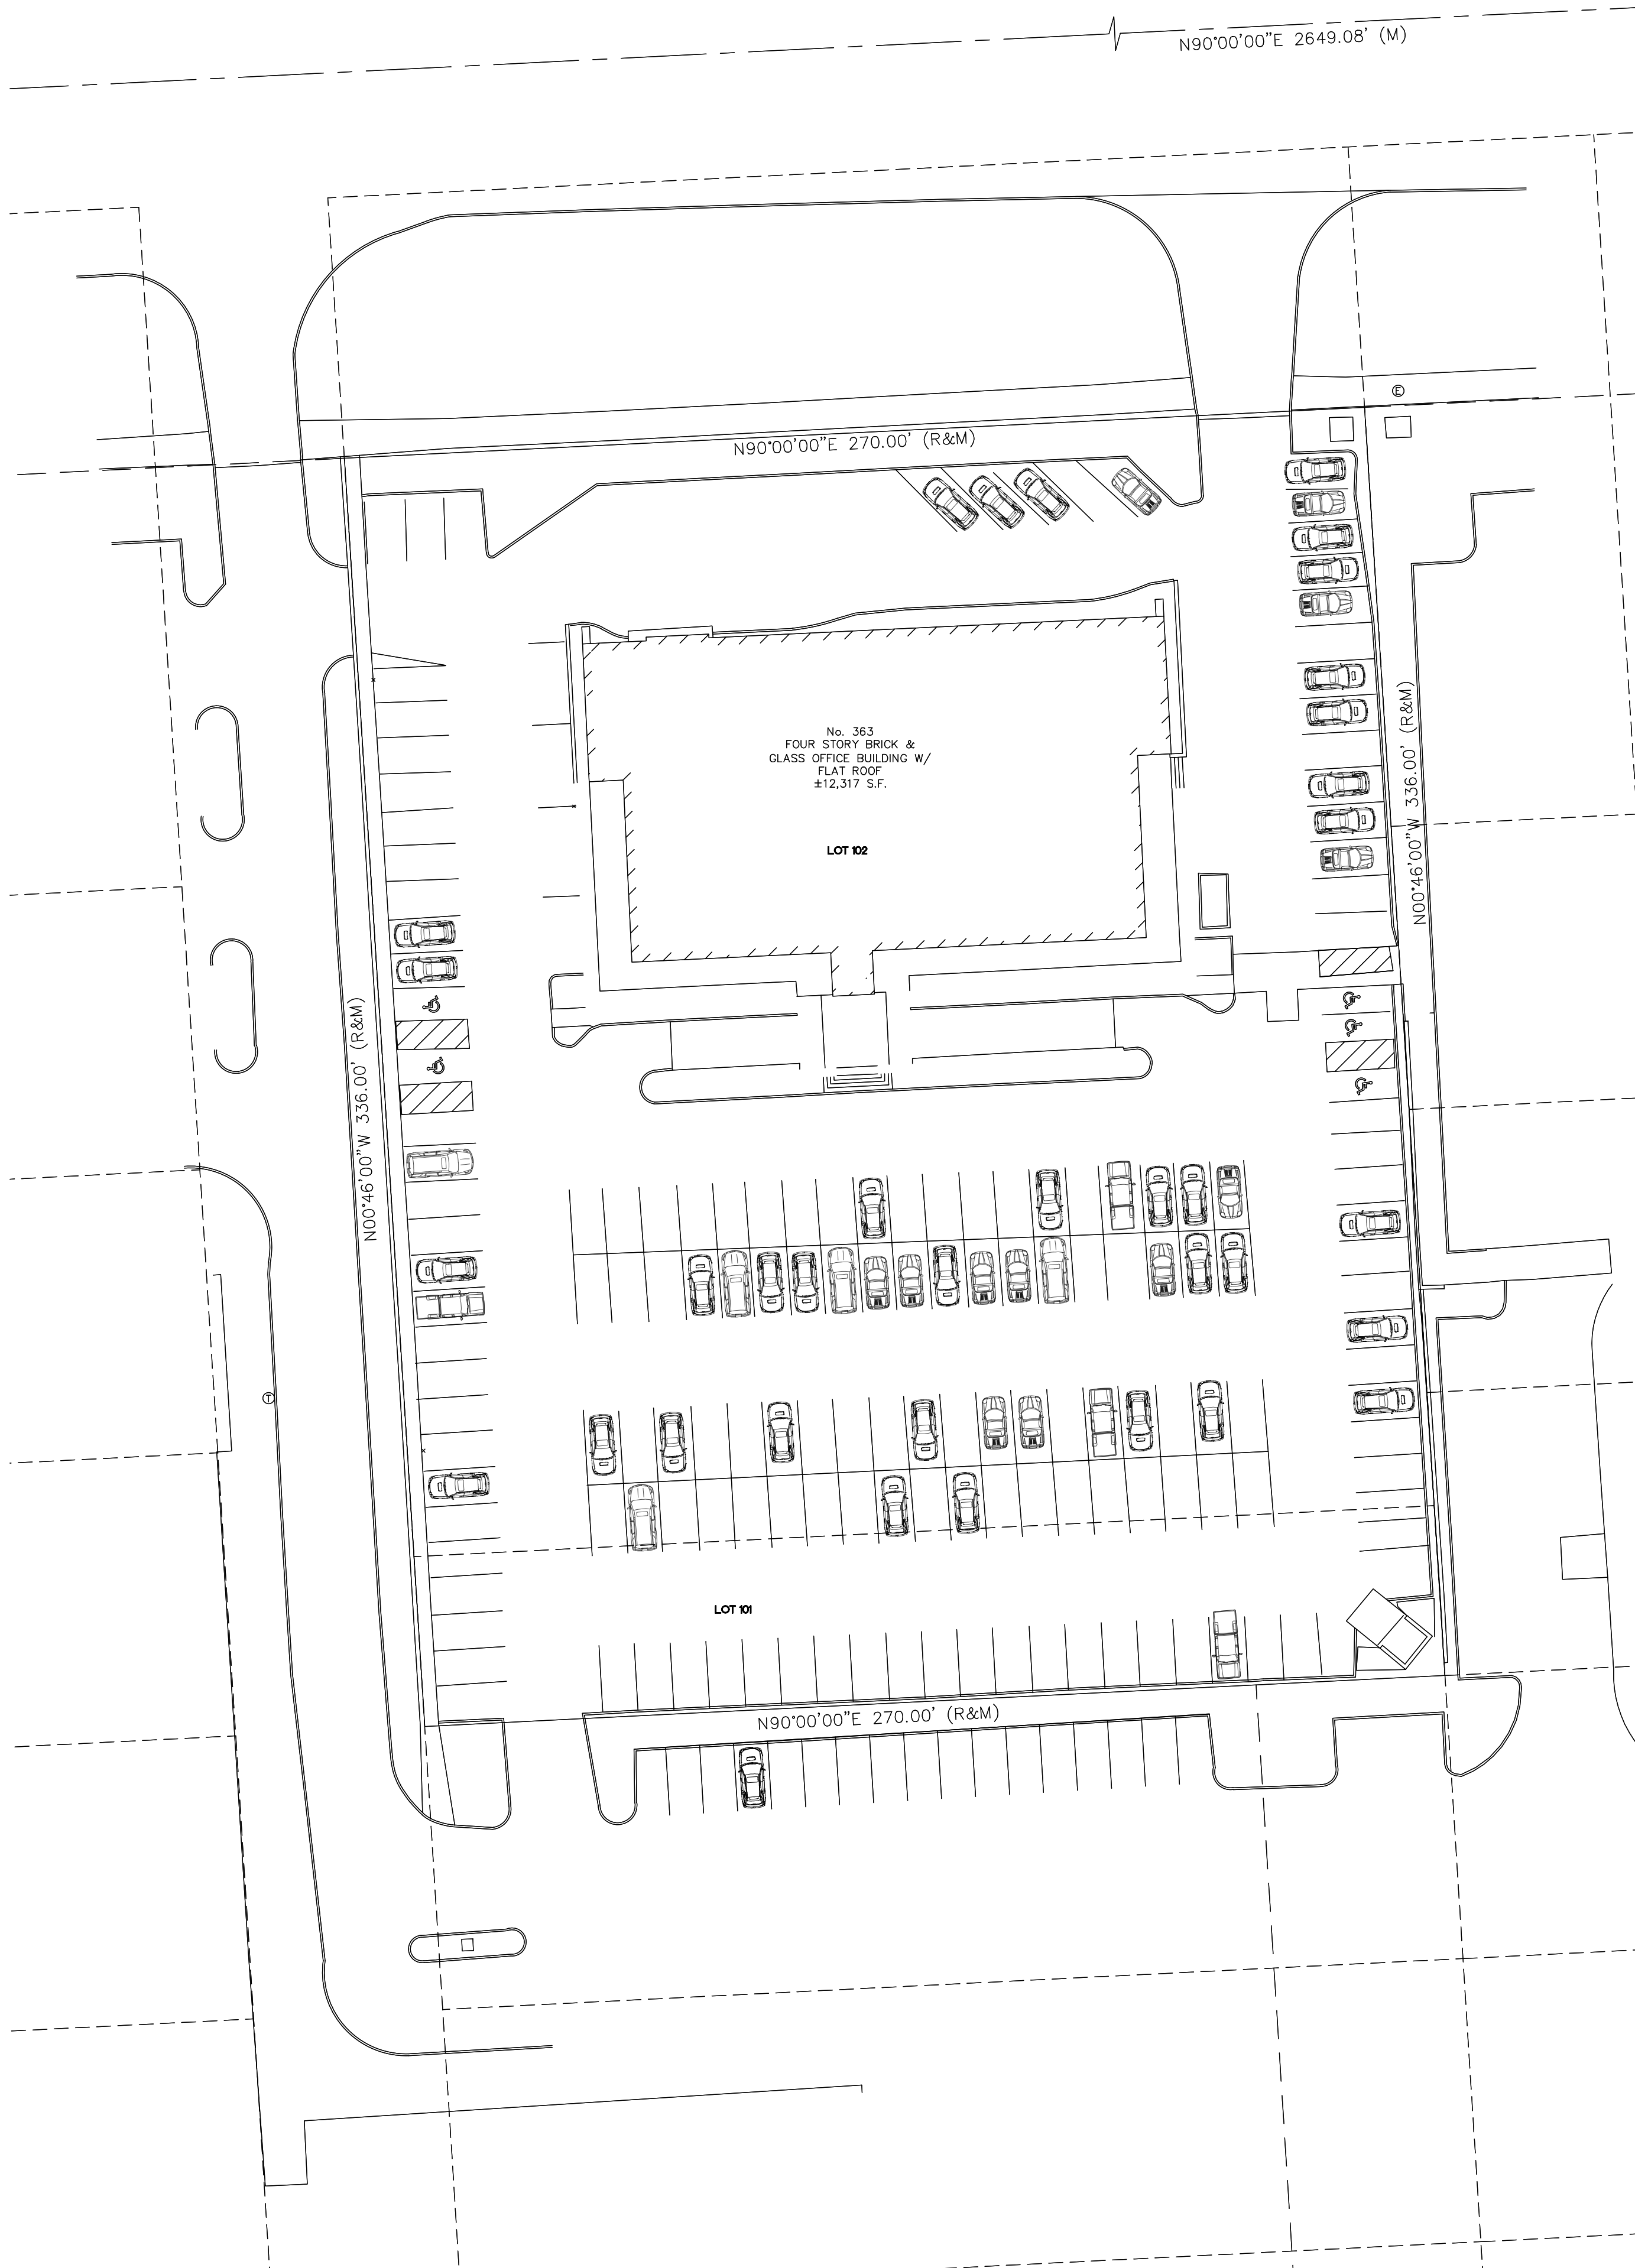 N90°00'00"E 2649.08' (M)
E
N90°00'00"E 270.00' (R&M)
No. 363
FOUR STORY BRICK &
GLASS OFFICE BUILDING W/
FLAT ROOF
±12,317 S.F.
LOT 102
N00°46'00"W 336.00' (R&M)
N00°46'00"W 336.00' (R&M)
T
LOT 101
N90°00'00"E 270.00' (R&M)